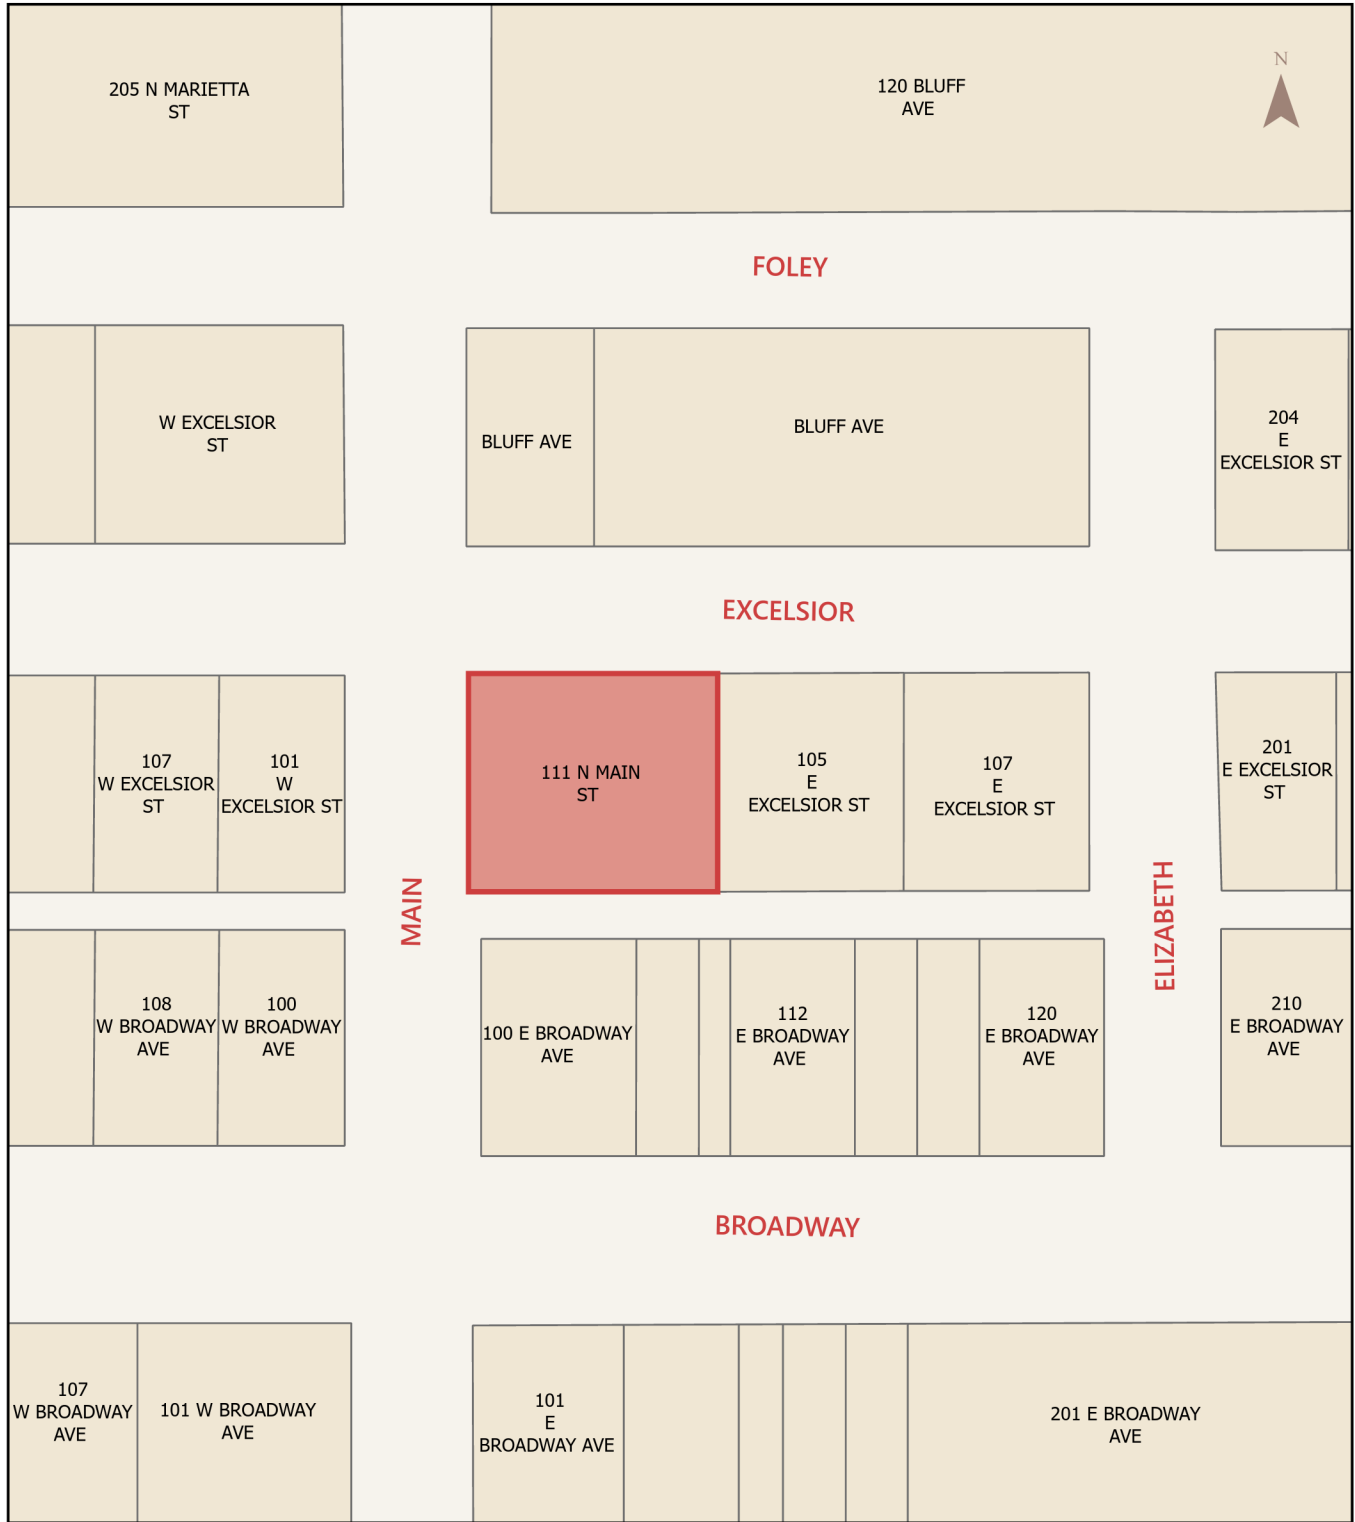 205 N MARIETTA
ST
120 BLUFF
AVE
N
FOLEY
W EXCELSIOR
ST
BLUFF AVE
BLUFF AVE
204
E
EXCELSIOR ST
EXCELSIOR
107
W EXCELSIOR
ST
101
W
EXCELSIOR ST
111 N MAIN
ST
105
E
EXCELSIOR ST
107
E
EXCELSIOR ST
201
E EXCELSIOR
ST
MAIN
ELIZABETH
108
W BROADWAY
AVE
100
W BROADWAY
AVE
100 E BROADWAY
AVE
112
E BROADWAY
AVE
120
E BROADWAY
AVE
210
E BROADWAY
AVE
BROADWAY
107
W BROADWAY
AVE
101 W BROADWAY
AVE
101
E
BROADWAY AVE
201 E BROADWAY
AVE